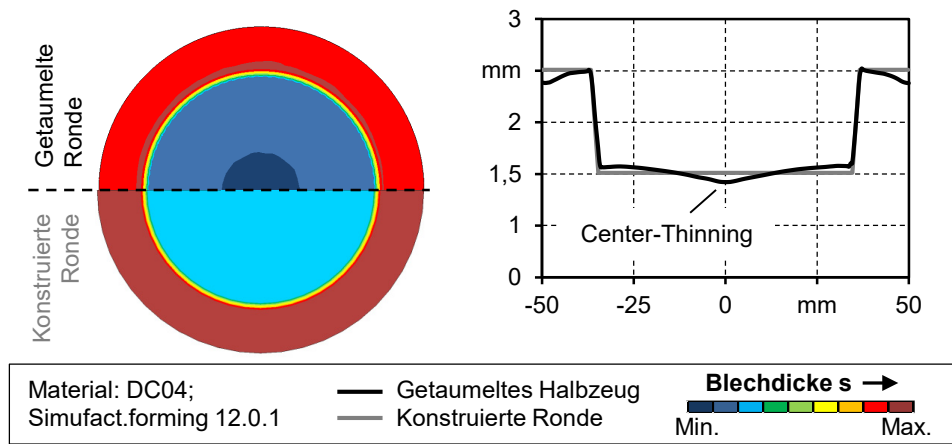 Getaumelte
Ronde
Konstruierte
Ronde
3
mm
2
1,5
1
0
Center-Thinning
-50
-25
0
mm
50
Material: DC04;
Simufact.forming 12.0.1
Getaumeltes Halbzeug
Konstruierte Ronde
Blechdicke s →
Min.
Max.